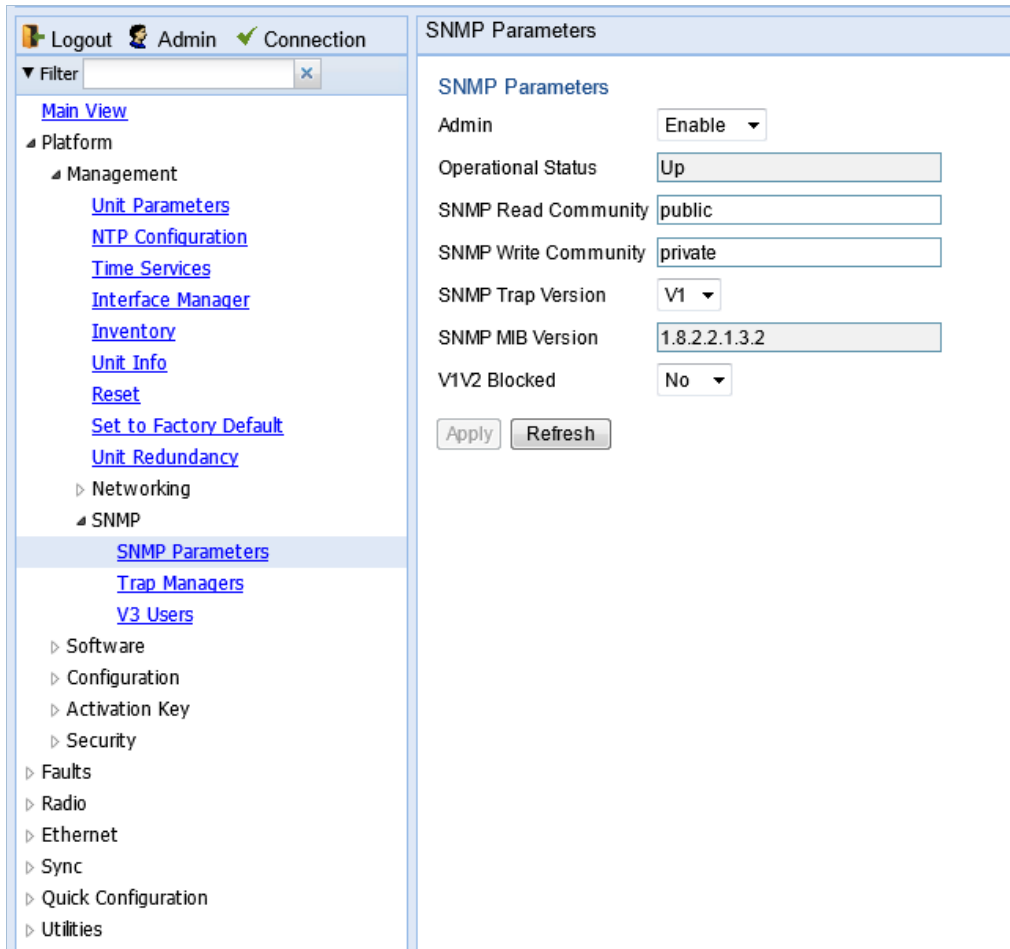 Logout Admin Connection
Filter
Main View
Platform
Management
Unit Parameters
NTP Configuration
Time Services
Interface Manager
Inventory
Unit Info
Reset
Set to Factory Default
Unit Redundancy
Networking
SNMP
SNMP Parameters
Trap Managers
V3 Users
Software
Configuration
Activation Key
Security
Faults
Radio
Ethernet
Sync
Quick Configuration
Utilities
SNMP Parameters
SNMP Parameters
Admin Enable
Operational Status Up
SNMP Read Community public
SNMP Write Community private
SNMP Trap Version V1
SNMP MIB Version 1.8.2.2.1.3.2
V1V2 Blocked No
Apply Refresh